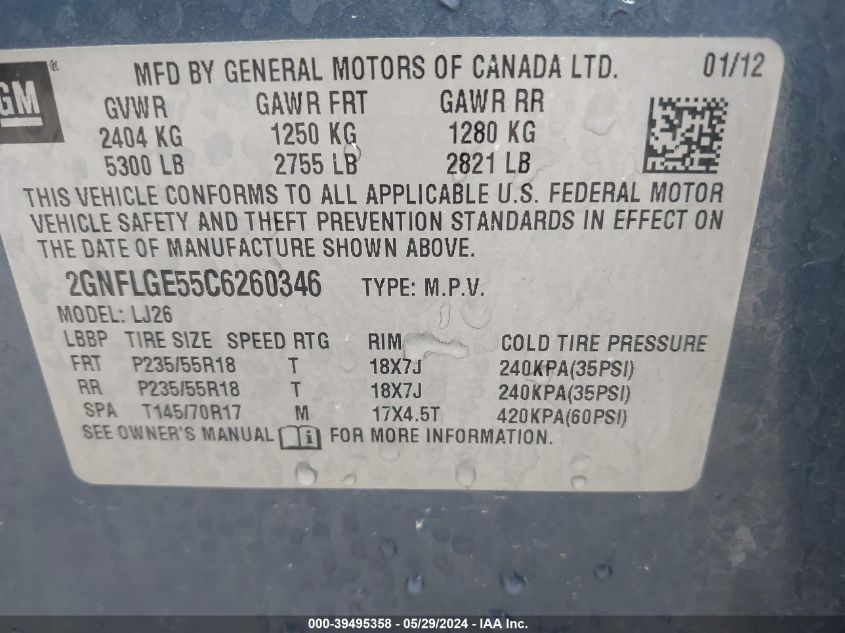 GM ®
MFD BY GENERAL MOTORS OF CANADA LTD. 01/12
GVWR GAWR FRT GAWR RR
2404 KG 1250 KG 1280 KG
5300 LB 2755 LB 2821 LB
THIS VEHICLE CONFORMS TO ALL APPLICABLE U.S. FEDERAL MOTOR
VEHICLE SAFETY AND THEFT PREVENTION STANDARDS IN EFFECT ON
THE DATE OF MANUFACTURE SHOWN ABOVE.
2GNFLGE55C6260346 TYPE: M.P.V.
MODEL: LJ26
LBBP TIRE SIZE SPEED RTG RIM COLD TIRE PRESSURE
FRT P235/55R18 T 18X7J 240KPA(35PSI)
RR P235/55R18 T 18X7J 240KPA(35PSI)
SPA T145/70R17 M 17X4.5T 420KPA(60PSI)
SEE OWNER'S MANUAL FOR MORE INFORMATION.
000-39495358 - 05/29/2024 - IAA Inc.